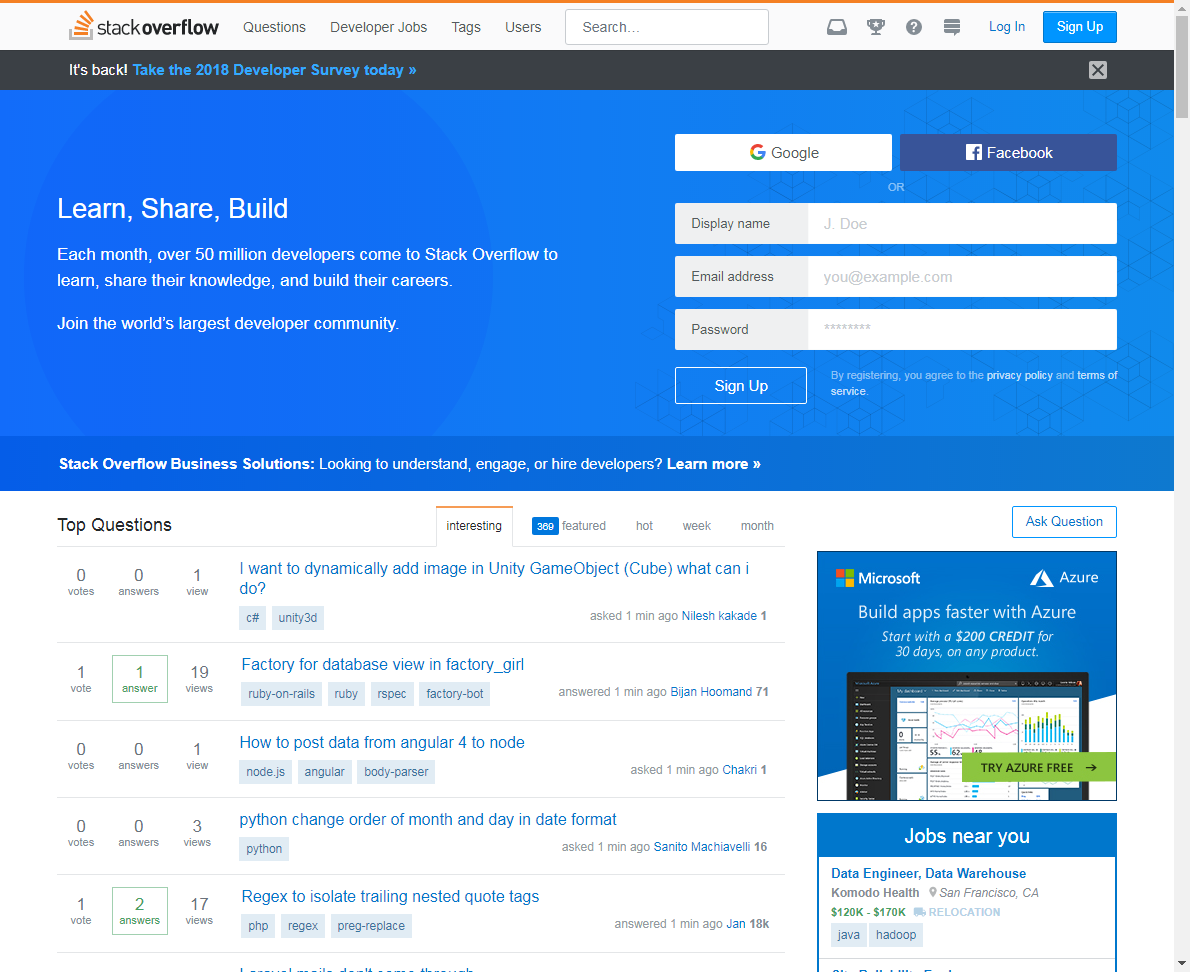 stackoverflow Questions Developer Jobs Tags Users Search... Log In Sign Up
It's back! Take the 2018 Developer Survey today »
Google Facebook
OR
Learn, Share, Build
Each month, over 50 million developers come to Stack Overflow to
learn, share their knowledge, and build their careers.
Join the world's largest developer community.
Display name J. Doe
Email address you@example.com
Password ********
Sign Up
By registering, you agree to the privacy policy and terms of
service.
Stack Overflow Business Solutions: Looking to understand, engage, or hire developers? Learn more »
Top Questions
interesting 369 featured hot week month
0 votes 0 answers 1 view
I want to dynamically add image in Unity GameObject (Cube) what can i
do?
c# unity3d
asked 1 min ago Nilesh kakade 1
1 vote 1 answer 19 views
Factory for database view in factory_girl
ruby-on-rails ruby rspec factory-bot
answered 1 min ago Bijan Hoomand 71
0 votes 0 answers 1 view
How to post data from angular 4 to node
node.js angular body-parser
asked 1 min ago Chakri 1
0 votes 0 answers 3 views
python change order of month and day in date format
python
asked 1 min ago Sanito Machiavelli 16
1 vote 2 answers 17 views
Regex to isolate trailing nested quote tags
php regex preg-replace
answered 1 min ago Jan 18k
Ask Question
Microsoft Azure
Build apps faster with Azure
Start with a $200 CREDIT for
30 days, on any product.
TRY AZURE FREE →
Jobs near you
Data Engineer, Data Warehouse
Komodo Health San Francisco, CA
$120K - $170K RELOCATION
java hadoop